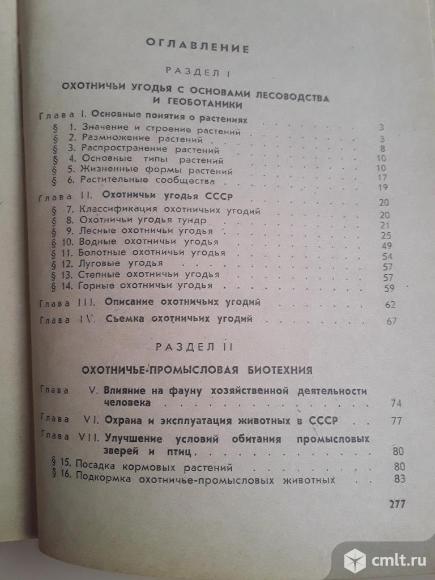 ОГЛАВЛЕНИЕ
РАЗДЕЛ I
ОХОТНИЧЬИ УГОДЬЯ С ОСНОВАМИ ЛЕСОВОДСТВА
И ГЕОБОТАНИКИ
Глава I. Основные понятия о растениях . . . . . 3
§ 1. Значение и строение растений . . . . . 3
§ 2. Размножение растений . . . . . 8
§ 3. Распространение растений . . . . . 10
§ 4. Основные типы растений . . . . . 10
§ 5. Жизненные формы растений . . . . . 17
§ 6. Растительные сообщества . . . . . 19
Глава II. Охотничьи угодья СССР . . . . . 20
§ 7. Классификация охотничьих угодий . . . . . 20
§ 8. Охотничьи угодья тундр . . . . . 21
§ 9. Лесные охотничьи угодья . . . . . 25
§ 10. Водные охотничьи угодья . . . . . 49
§ 11. Болотные охотничьи угодья . . . . . 54
§ 12. Луговые охотничьи угодья . . . . . 57
§ 13. Степные охотничьи угодья . . . . . 57
§ 14. Горные охотничьи угодья . . . . . 59
Глава III. Описание охотничьих угодий . . . . . 62
Глава IV. Съемка охотничьих угодий . . . . . 67
РАЗДЕЛ II
ОХОТНИЧЬЕ-ПРОМЫСЛОВАЯ БИОТЕХНИЯ
Глава V. Влияние на фауну хозяйственной деятельности
человека . . . . . 74
Глава VI. Охрана и эксплуатация животных в СССР . . 77
Глава VII. Улучшение условий обитания промысловых
зверей и птиц . . . . . 80
§ 15. Посадка кормовых растений . . . . . 80
§ 16. Подкормка охотничье-промысловых животных . . 83
277
cmlt.ru